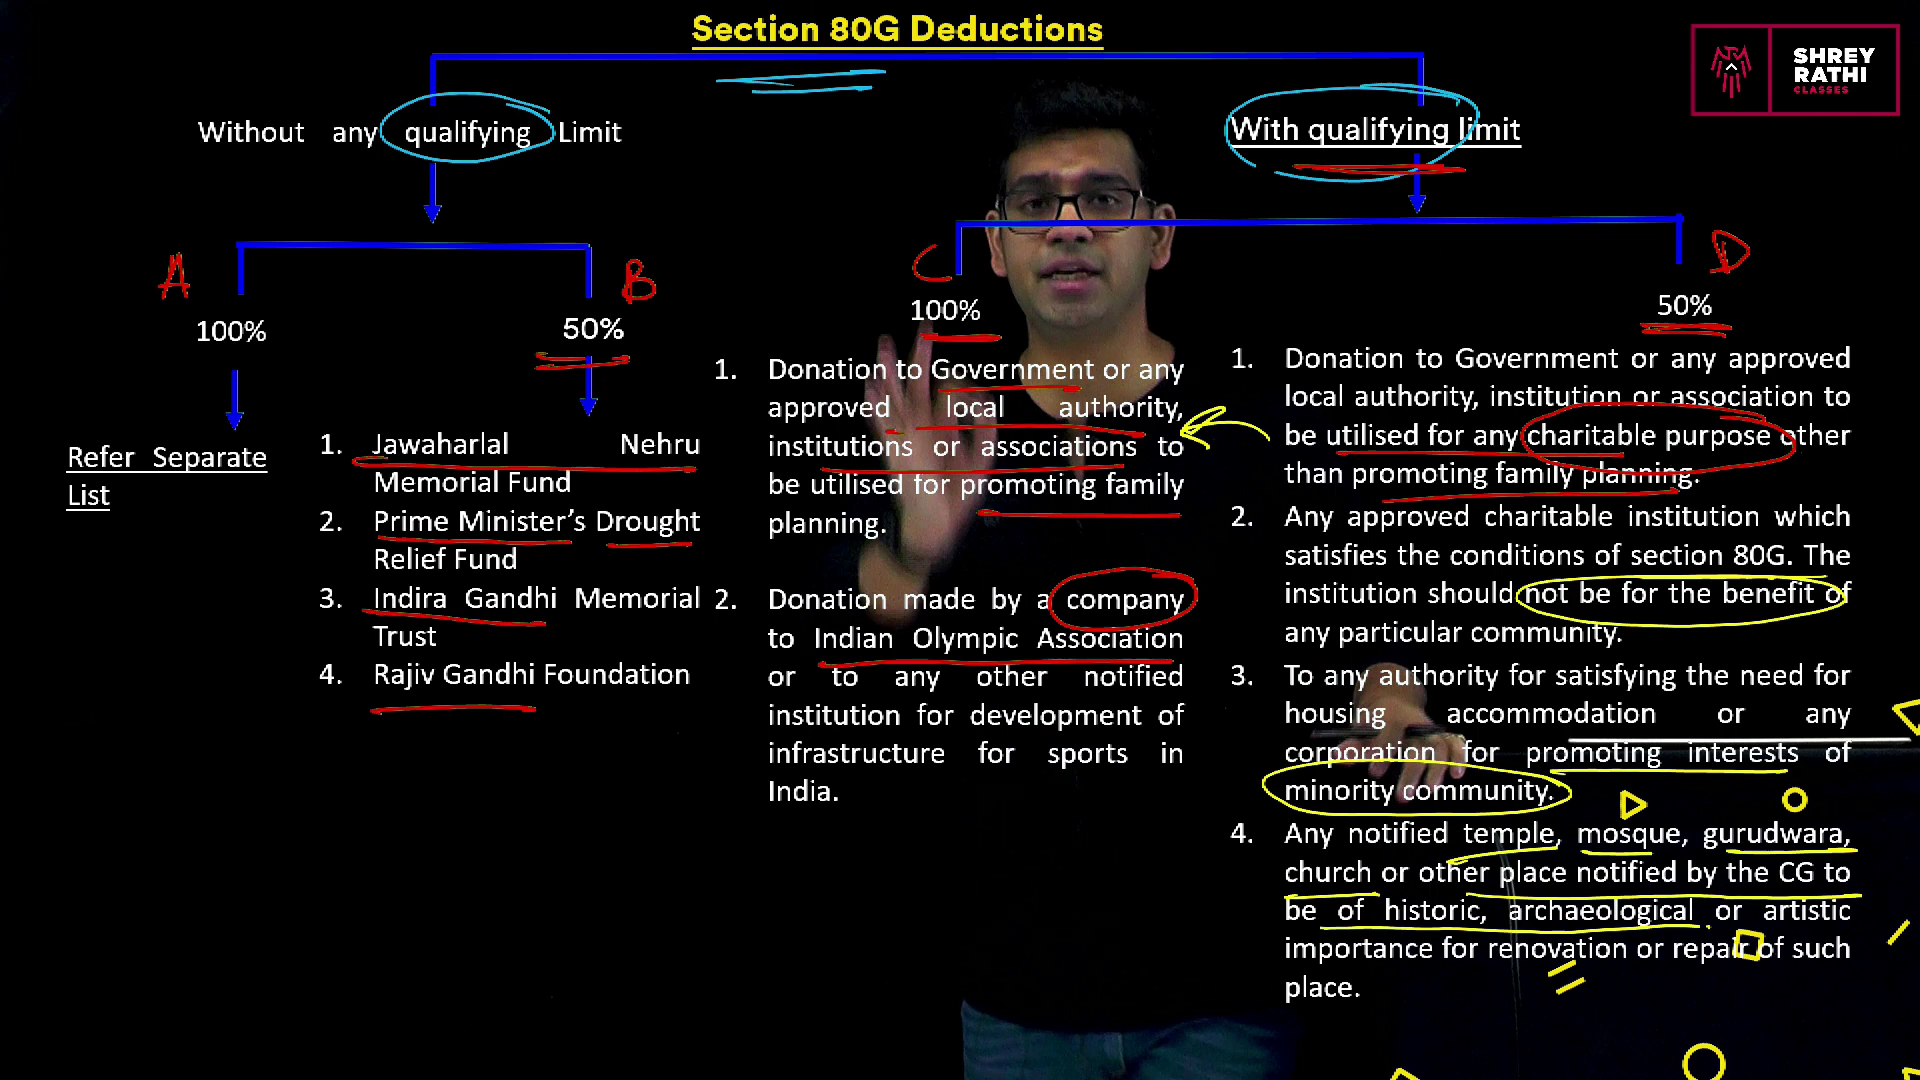 Section 80G Deductions
SHREY
RATHI
CLASSES
Without any qualifying Limit
With qualifying limit
A
B
C
D
100%
50%
100%
50%
Refer Separate
List
1. Jawaharlal Nehru
Memorial Fund
2. Prime Minister’s Drought
Relief Fund
3. Indira Gandhi Memorial
Trust
4. Rajiv Gandhi Foundation
1. Donation to Government or any
approved local authority,
institutions or associations to
be utilised for promoting family
planning.
2. Donation made by a company
to Indian Olympic Association
or to any other notified
institution for development of
infrastructure for sports in
India.
1. Donation to Government or any approved
local authority, institution or association to
be utilised for any charitable purpose other
than promoting family planning.
2. Any approved charitable institution which
satisfies the conditions of section 80G. The
institution should not be for the benefit of
any particular community.
3. To any authority for satisfying the need for
housing accommodation or any
corporation for promoting interests of
minority community.
4. Any notified temple, mosque, gurudwara,
church or other place notified by the CG to
be of historic, archaeological or artistic
importance for renovation or repair of such
place.